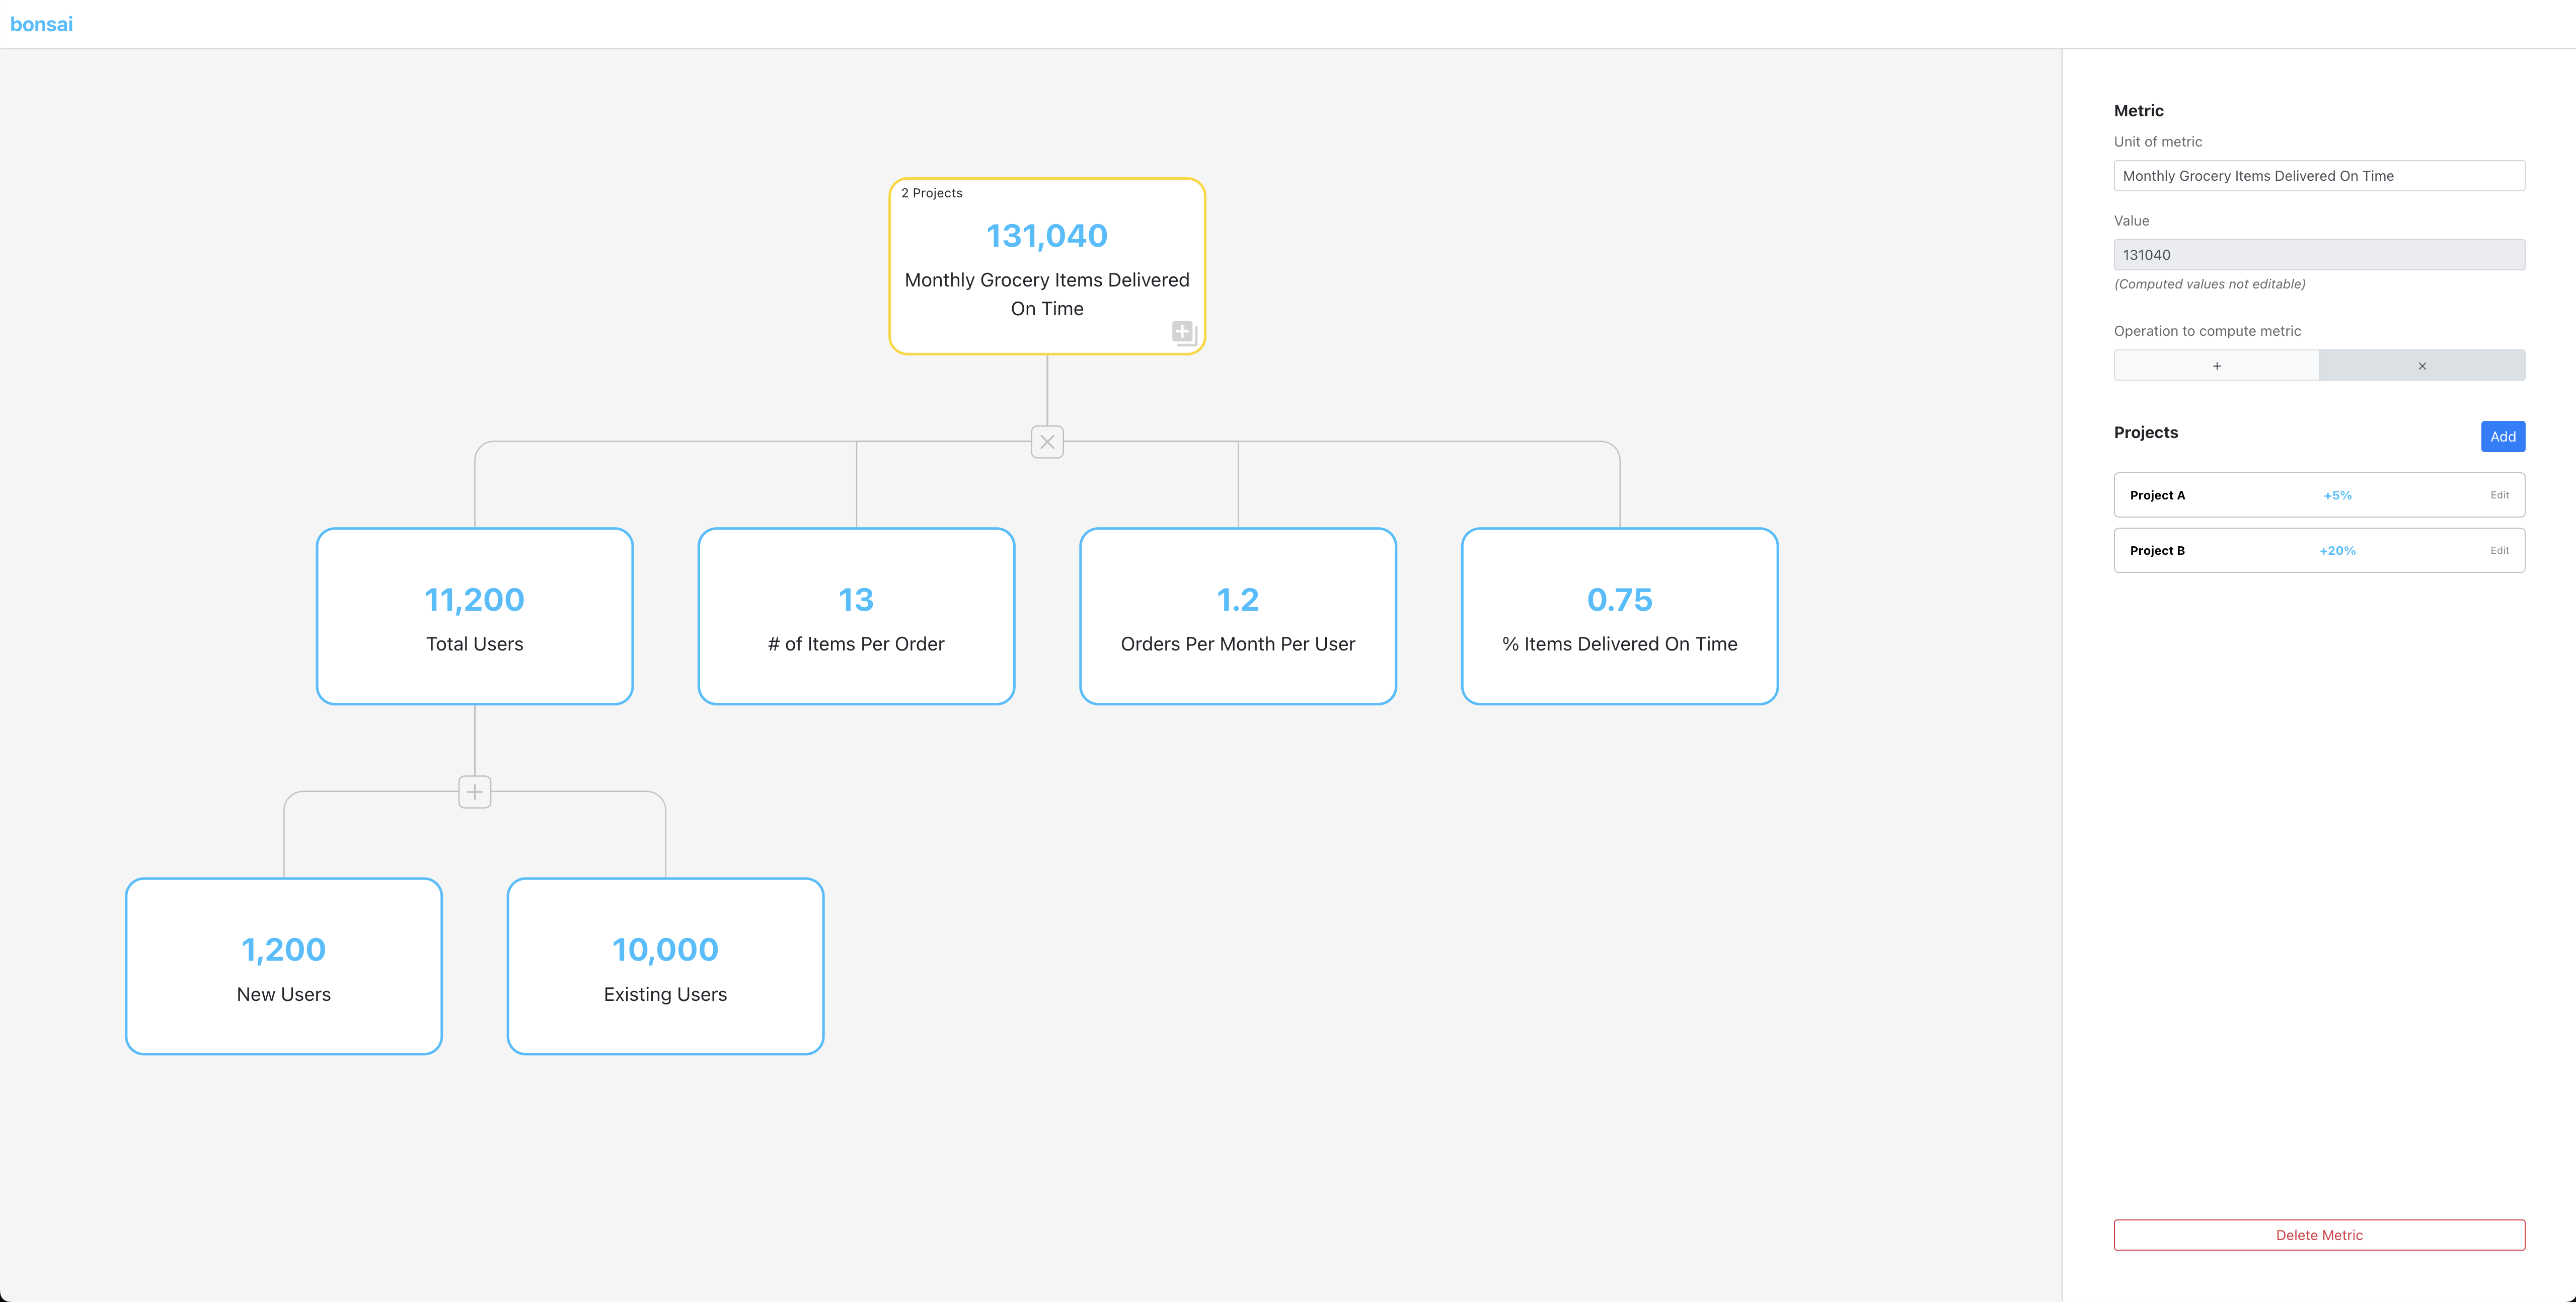 bonsai
2 Projects
131,040
Monthly Grocery Items Delivered
On Time
×
11,200
Total Users
13
# of Items Per Order
1.2
Orders Per Month Per User
0.75
% Items Delivered On Time
+
1,200
New Users
10,000
Existing Users
Metric
Unit of metric
Monthly Grocery Items Delivered On Time
Value
131040
(Computed values not editable)
Operation to compute metric
+ ×
Projects Add
Project A +5% Edit
Project B +20% Edit
Delete Metric